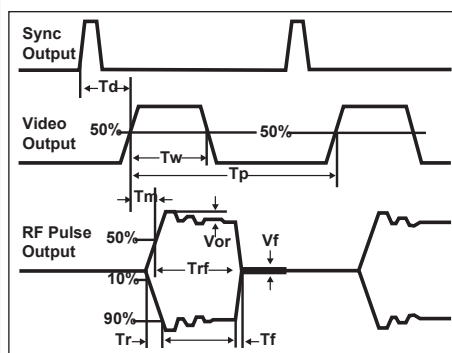 Sync
Output
Td
Video
Output
50%
50%
Tw
Tp
Tm
RF Pulse
Output
50%
Vor
Vf
Trf
10%
90%
Tr
Tf